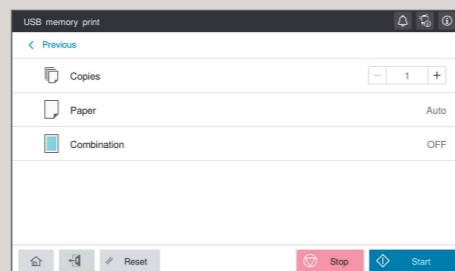 USB memory print
Previous
Copies 1
Paper Auto
Combination OFF
Reset Stop Start